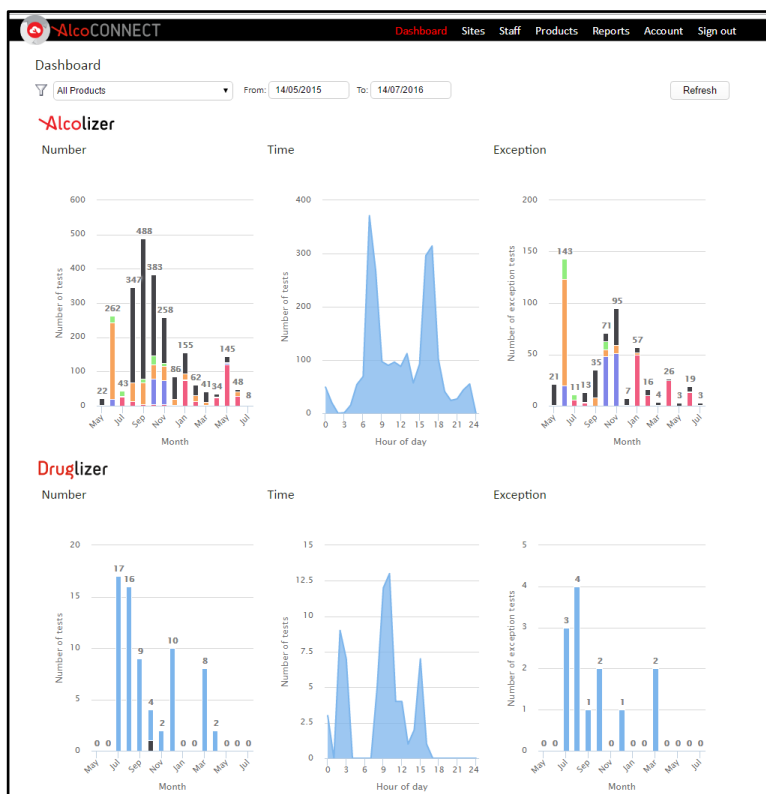 AlcoCONNECT
Dashboard Sites Staff Products Reports Account Sign out
Dashboard
All Products From: 14/05/2015 To: 14/07/2016 Refresh
Alcolizer
Number Time Exception
600
500
400
300
200
100
0
Number of tests
22 262 43 347 488 383 258 86 155 62 41 34 145 48 8
May Jul Sep Nov Jan Mar May Jul
Month
400
300
200
100
0
Number of tests
0 3 6 9 12 15 18 21 24
Hour of day
200
150
100
50
0
Number of exception tests
21 143 11 13 35 71 95 7 57 16 4 26 3 19 3
May Jul Sep Nov Jan Mar May Jul
Month
Druglizer
Number Time Exception
20
15
10
5
0
Number of tests
0 0 17 16 9 4 2 10 0 0 8 2 0 0 0
May Jul Sep Nov Jan Mar May Jul
Month
15
12.5
10
7.5
5
2.5
0
Number of tests
0 3 6 9 12 15 18 21 24
Hour of day
5
4
3
2
1
0
Number of exception tests
0 0 3 4 1 2 0 1 0 0 2 0 0 0 0
May Jul Sep Nov Jan Mar May Jul
Month